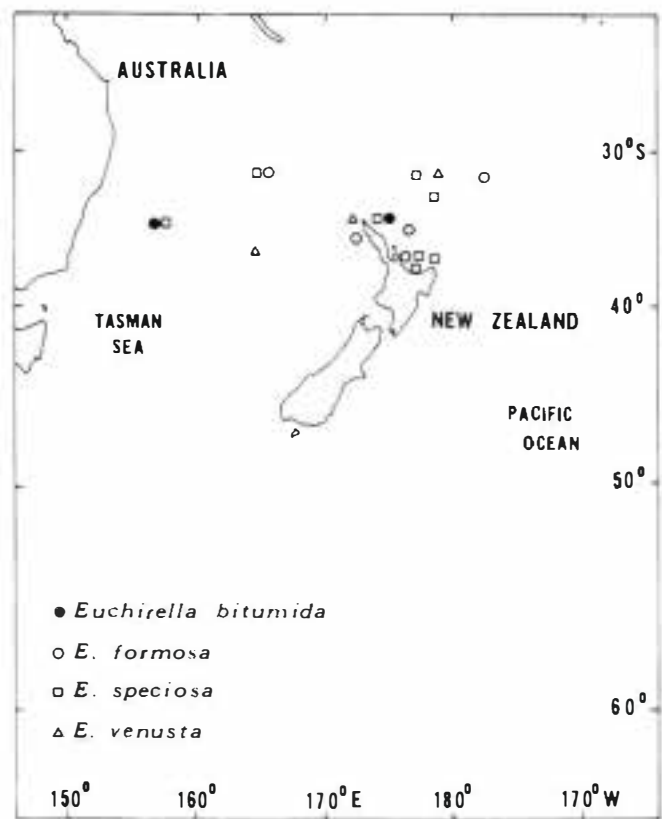 AUSTRALIA
30°S
40°
TASMAN
SEA
NEW ZEALAND
PACIFIC
OCEAN
50°
● Euchirella bitumida
○ E. formosa
□ E. speciosa
△ E. venusta
60°
150° 160° 170°E 180° 170°W